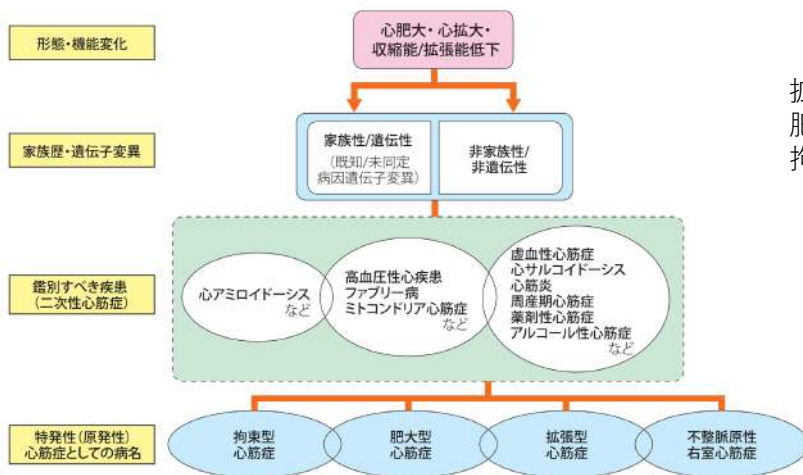 形態・機能変化
心肥大・心拡大・
収縮能/拡張能低下
家族歴・遺伝子変異
家族性/遺伝性
(既知/未同定
病因遺伝子変異)
非家族性/
非遺伝性
鑑別すべき疾患
(二次性心筋症)
心アミロイドーシス
など
高血圧性心疾患
ファブリー病
ミトコンドリア心筋症
など
虚血性心筋症
心サルコイドーシス
心筋炎
周産期心筋症
薬剤性心筋症
アルコール性心筋症
など
特発性(原発性)
心筋症としての病名
拘束型
心筋症
肥大型
心筋症
拡張型
心筋症
不整脈原性
右室心筋症